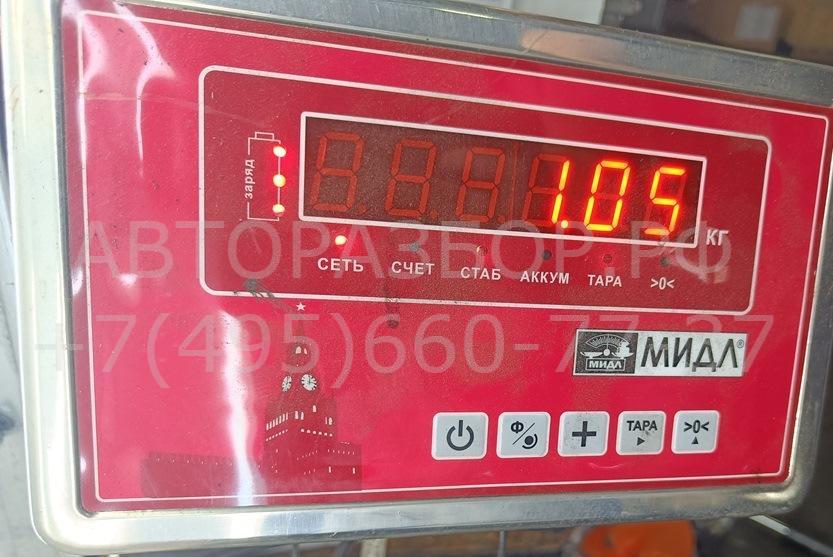 заряд
1.05
КГ
СЕТЬ СЧЕТ СТАБ АККУМ ТАРА >0<
АВТОРАЗБОР.РФ
+7(495)660-77-37
МИДЛ МИДЛ®
Ф + ТАРА >0<